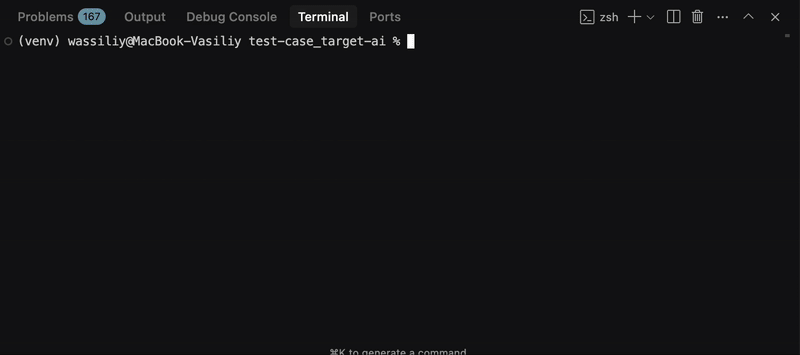 Problems 167 Output Debug Console Terminal Ports zsh
(venv) wassiliy@MacBook-Vasiliy test-case_target-ai %
⌘K to generate a command